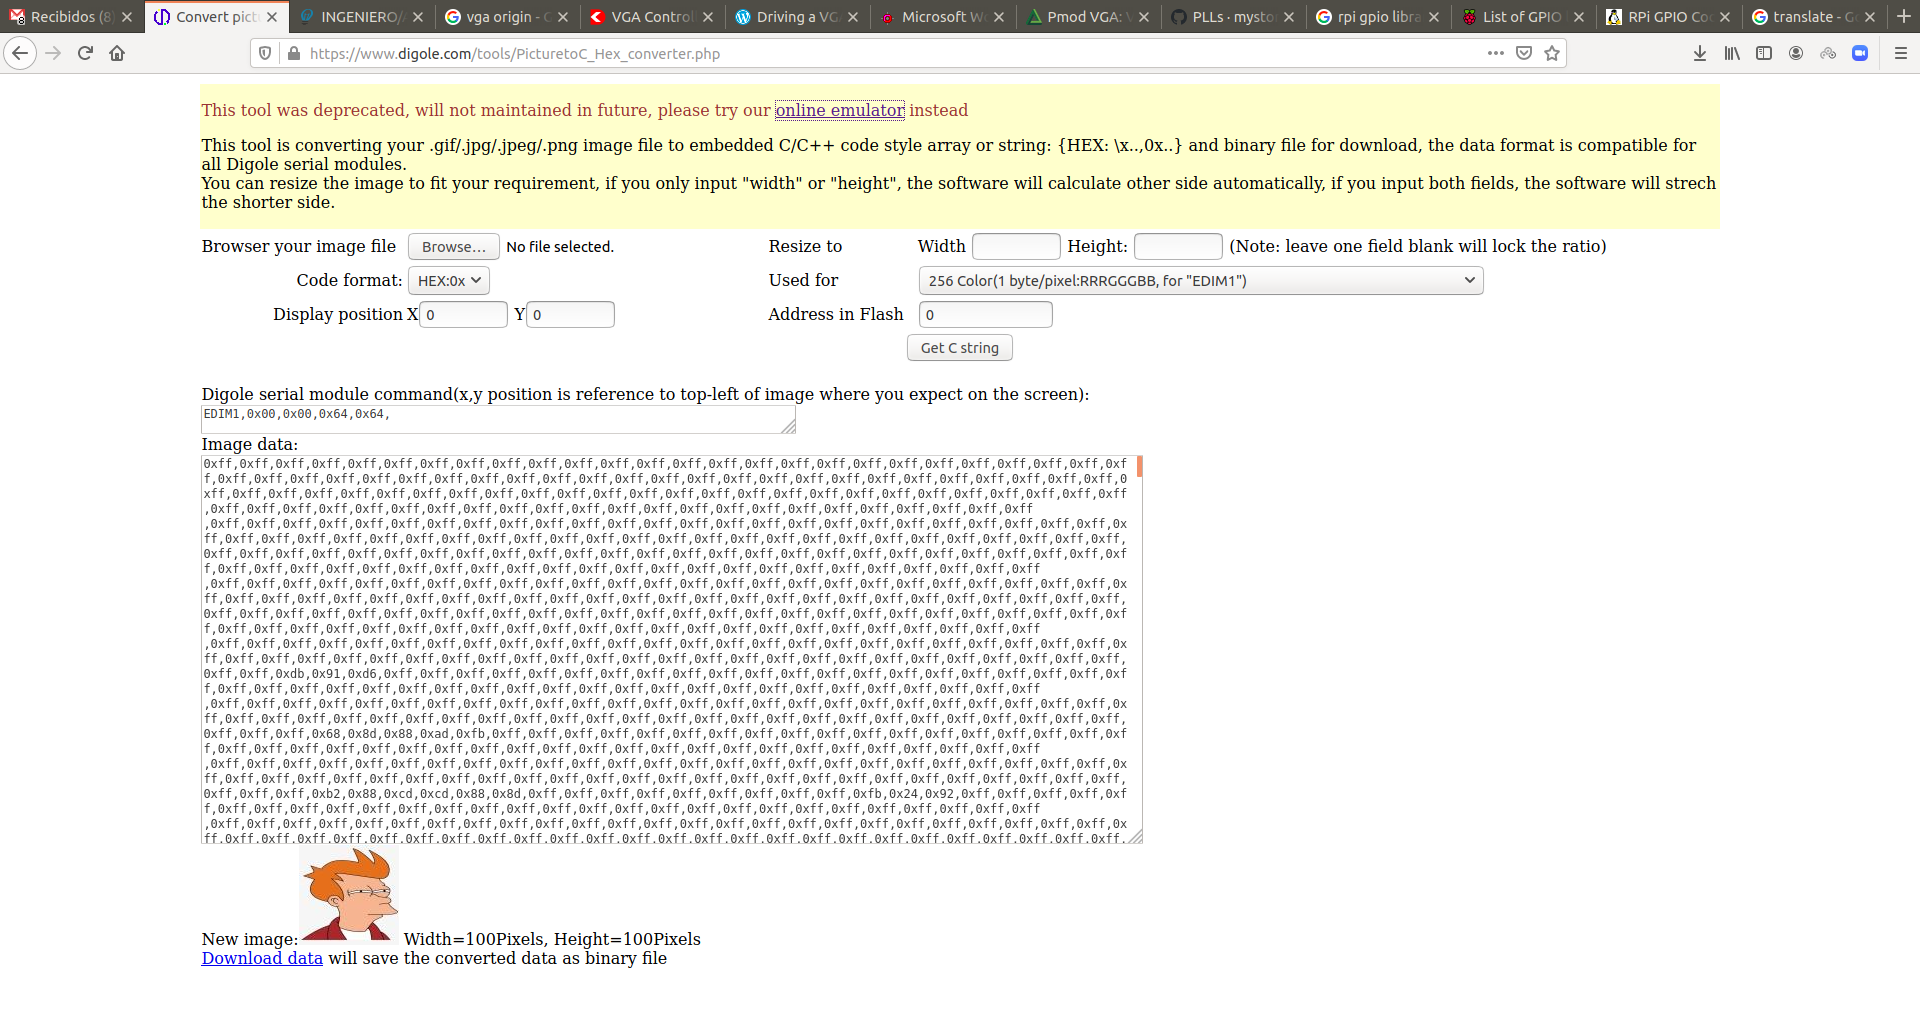 Recibidos (8)
Convert pict
INGENIERO/
vga origin - G
VGA Control
Driving a VG
Microsoft W
Pmod VGA: V
PLLs · mysto
rpi gpio libra
List of GPIO
RPi GPIO Co
translate - G
https://www.digole.com/tools/PicturetoC_Hex_converter.php
This tool was deprecated, will not maintained in future, please try our online emulator instead
This tool is converting your .gif/.jpg/.jpeg/.png image file to embedded C/C++ code style array or string: {HEX: \x..,0x..} and binary file for download, the data format is compatible for
all Digole serial modules.
You can resize the image to fit your requirement, if you only input "width" or "height", the software will calculate other side automatically, if you input both fields, the software will strech
the shorter side.
Browser your image file Browse... No file selected. Resize to Width Height: (Note: leave one field blank will lock the ratio)
Code format: HEX:0x Used for 256 Color(1 byte/pixel:RRRGGGBB, for "EDIM1")
Display position X 0 Y 0 Address in Flash 0
Get C string
Digole serial module command(x,y position is reference to top-left of image where you expect on the screen):
EDIM1,0x00,0x00,0x64,0x64,
Image data:
0xff,0xff,0xff,0xff,0xff,0xff,0xff,0xff,0xff,0xff,0xff,0xff,0xff,0xff,0xff,0xff,0xff,0xff,0xff,0xff,0xff,0xff,0xff,0xff,0xff,0xf
f,0xff,0xff,0xff,0xff,0xff,0xff,0xff,0xff,0xff,0xff,0xff,0xff,0xff,0xff,0xff,0xff,0xff,0xff,0xff,0xff,0xff,0xff,0xff,0xff,0xff,0
xff,0xff,0xff,0xff,0xff,0xff,0xff,0xff,0xff,0xff,0xff,0xff,0xff,0xff,0xff,0xff,0xff,0xff,0xff,0xff,0xff,0xff,0xff,0xff,0xff,0xff
,0xff,0xff,0xff,0xff,0xff,0xff,0xff,0xff,0xff,0xff,0xff,0xff,0xff,0xff,0xff,0xff,0xff,0xff,0xff,0xff,0xff,0xff,0xff
,0xff,0xff,0xff,0xff,0xff,0xff,0xff,0xff,0xff,0xff,0xff,0xff,0xff,0xff,0xff,0xff,0xff,0xff,0xff,0xff,0xff,0xff,0xff,0xff,0xff,0x
ff,0xff,0xff,0xff,0xff,0xff,0xff,0xff,0xff,0xff,0xff,0xff,0xff,0xff,0xff,0xff,0xff,0xff,0xff,0xff,0xff,0xff,0xff,0xff,0xff,0xff,
0xff,0xff,0xff,0xff,0xff,0xff,0xff,0xff,0xff,0xff,0xff,0xff,0xff,0xff,0xff,0xff,0xff,0xff,0xff,0xff,0xff,0xff,0xff,0xff,0xff,0xf
f,0xff,0xff,0xff,0xff,0xff,0xff,0xff,0xff,0xff,0xff,0xff,0xff,0xff,0xff,0xff,0xff,0xff,0xff,0xff,0xff,0xff,0xff,0xff
,0xff,0xff,0xff,0xff,0xff,0xff,0xff,0xff,0xff,0xff,0xff,0xff,0xff,0xff,0xff,0xff,0xff,0xff,0xff,0xff,0xff,0xff,0xff,0xff,0xff,0x
ff,0xff,0xff,0xff,0xff,0xff,0xff,0xff,0xff,0xff,0xff,0xff,0xff,0xff,0xff,0xff,0xff,0xff,0xff,0xff,0xff,0xff,0xff,0xff,0xff,0xff,
0xff,0xff,0xff,0xff,0xff,0xff,0xff,0xff,0xff,0xff,0xff,0xff,0xff,0xff,0xff,0xff,0xff,0xff,0xff,0xff,0xff,0xff,0xff,0xff,0xff,0xf
f,0xff,0xff,0xff,0xff,0xff,0xff,0xff,0xff,0xff,0xff,0xff,0xff,0xff,0xff,0xff,0xff,0xff,0xff,0xff,0xff,0xff,0xff,0xff
,0xff,0xff,0xff,0xff,0xff,0xff,0xff,0xff,0xff,0xff,0xff,0xff,0xff,0xff,0xff,0xff,0xff,0xff,0xff,0xff,0xff,0xff,0xff,0xff,0xff,0x
ff,0xff,0xff,0xff,0xff,0xff,0xff,0xff,0xff,0xff,0xff,0xff,0xff,0xff,0xff,0xff,0xff,0xff,0xff,0xff,0xff,0xff,0xff,0xff,0xff,0xff,
0xff,0xff,0xdb,0x91,0xd6,0xff,0xff,0xff,0xff,0xff,0xff,0xff,0xff,0xff,0xff,0xff,0xff,0xff,0xff,0xff,0xff,0xff,0xff,0xff,0xff,0xf
f,0xff,0xff,0xff,0xff,0xff,0xff,0xff,0xff,0xff,0xff,0xff,0xff,0xff,0xff,0xff,0xff,0xff,0xff,0xff,0xff,0xff,0xff,0xff
,0xff,0xff,0xff,0xff,0xff,0xff,0xff,0xff,0xff,0xff,0xff,0xff,0xff,0xff,0xff,0xff,0xff,0xff,0xff,0xff,0xff,0xff,0xff,0xff,0xff,0x
ff,0xff,0xff,0xff,0xff,0xff,0xff,0xff,0xff,0xff,0xff,0xff,0xff,0xff,0xff,0xff,0xff,0xff,0xff,0xff,0xff,0xff,0xff,0xff,0xff,0xff,
0xff,0xff,0xff,0x68,0x8d,0x88,0xad,0xfb,0xff,0xff,0xff,0xff,0xff,0xff,0xff,0xff,0xff,0xff,0xff,0xff,0xff,0xff,0xff,0xff,0xff,0xf
f,0xff,0xff,0xff,0xff,0xff,0xff,0xff,0xff,0xff,0xff,0xff,0xff,0xff,0xff,0xff,0xff,0xff,0xff,0xff,0xff,0xff,0xff,0xff
,0xff,0xff,0xff,0xff,0xff,0xff,0xff,0xff,0xff,0xff,0xff,0xff,0xff,0xff,0xff,0xff,0xff,0xff,0xff,0xff,0xff,0xff,0xff,0xff,0xff,0x
ff,0xff,0xff,0xff,0xff,0xff,0xff,0xff,0xff,0xff,0xff,0xff,0xff,0xff,0xff,0xff,0xff,0xff,0xff,0xff,0xff,0xff,0xff,0xff,0xff,0xff,
0xff,0xff,0xff,0xb2,0x88,0xcd,0xcd,0x88,0x8d,0xff,0xff,0xff,0xff,0xff,0xff,0xff,0xff,0xff,0xfb,0x24,0x92,0xff,0xff,0xff,0xff,0xf
f,0xff,0xff,0xff,0xff,0xff,0xff,0xff,0xff,0xff,0xff,0xff,0xff,0xff,0xff,0xff,0xff,0xff,0xff,0xff,0xff,0xff,0xff,0xff
,0xff,0xff,0xff,0xff,0xff,0xff,0xff,0xff,0xff,0xff,0xff,0xff,0xff,0xff,0xff,0xff,0xff,0xff,0xff,0xff,0xff,0xff,0xff,0xff,0xff,0x
ff,0xff,0xff,0xff,0xff,0xff,0xff,0xff,0xff,0xff,0xff,0xff,0xff,0xff,0xff,0xff,0xff,0xff,0xff,0xff,0xff,0xff,0xff,0xff,0xff,0xff,
New image: Width=100Pixels, Height=100Pixels
Download data will save the converted data as binary file